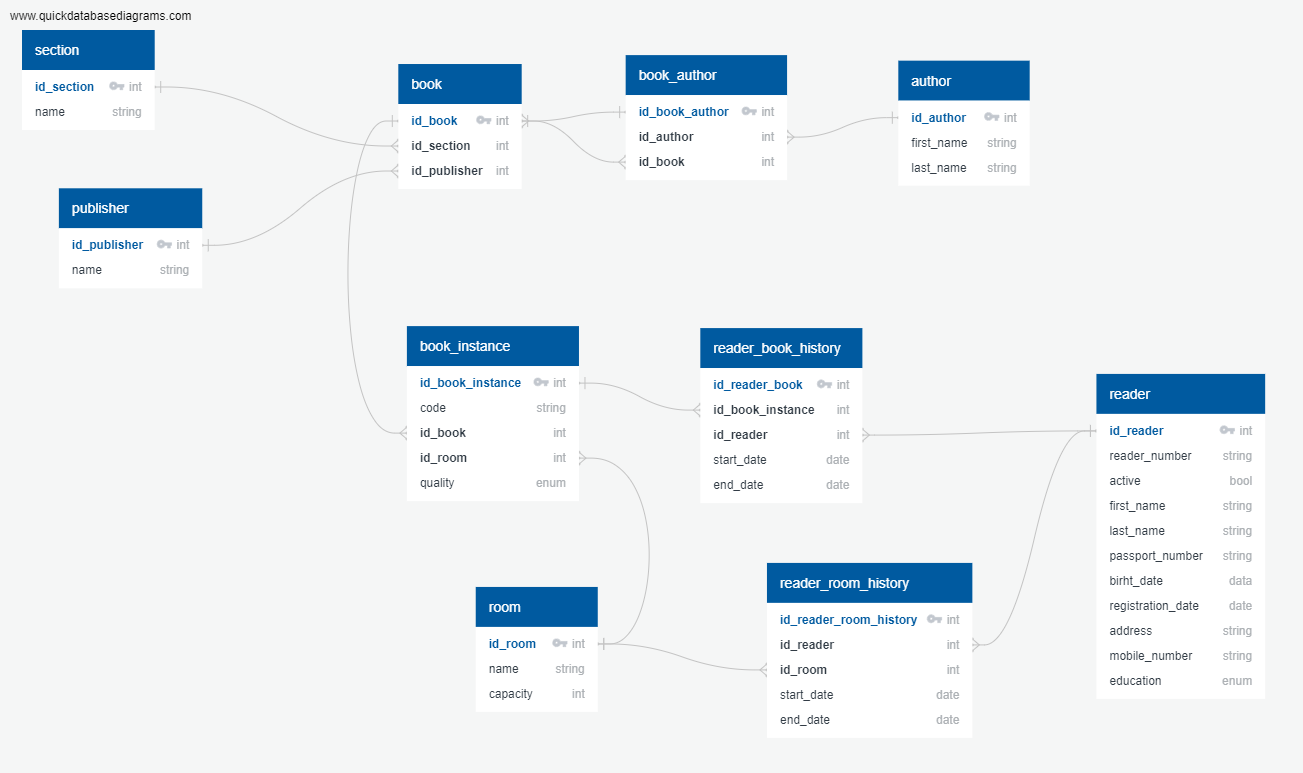 www.quickdatabasediagrams.com
section
id_section int
name string
publisher
id_publisher int
name string
book
id_book int
id_section int
id_publisher int
book_author
id_book_author int
id_author int
id_book int
author
id_author int
first_name string
last_name string
book_instance
id_book_instance int
code string
id_book int
id_room int
quality enum
reader_book_history
id_reader_book int
id_book_instance int
id_reader int
start_date date
end_date date
reader
id_reader int
reader_number string
active bool
first_name string
last_name string
passport_number string
birht_date data
registration_date date
address string
mobile_number string
education enum
room
id_room int
name string
capacity int
reader_room_history
id_reader_room_history int
id_reader int
id_room int
start_date date
end_date date